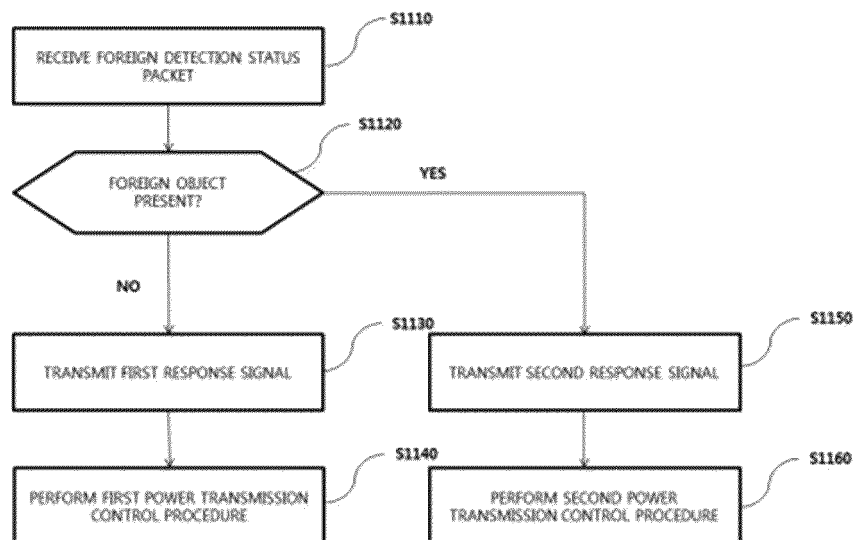 S1110
RECEIVE FOREIGN DETECTION STATUS
PACKET
S1120
FOREIGN OBJECT
PRESENT?
YES
NO
S1130
TRANSMIT FIRST RESPONSE SIGNAL
S1150
TRANSMIT SECOND RESPONSE SIGNAL
S1140
PERFORM FIRST POWER TRANSMISSION
CONTROL PROCEDURE
S1160
PERFORM SECOND POWER
TRANSMISSION CONTROL PROCEDURE